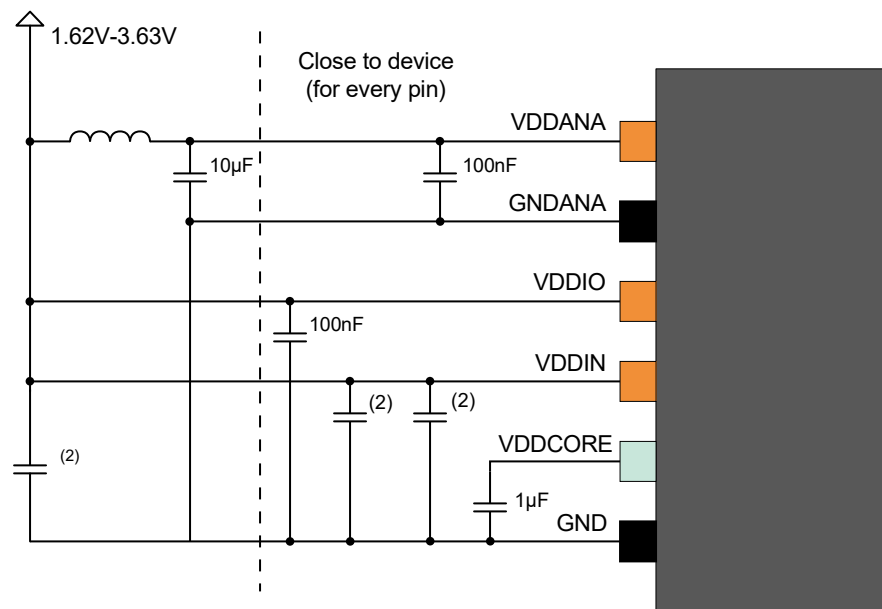 1.62V-3.63V
Close to device
(for every pin)
VDDANA
10µF
100nF
GNDANA
VDDIO
100nF
VDDIN
(2)
(2)
VDDCORE
(2)
1µF
GND